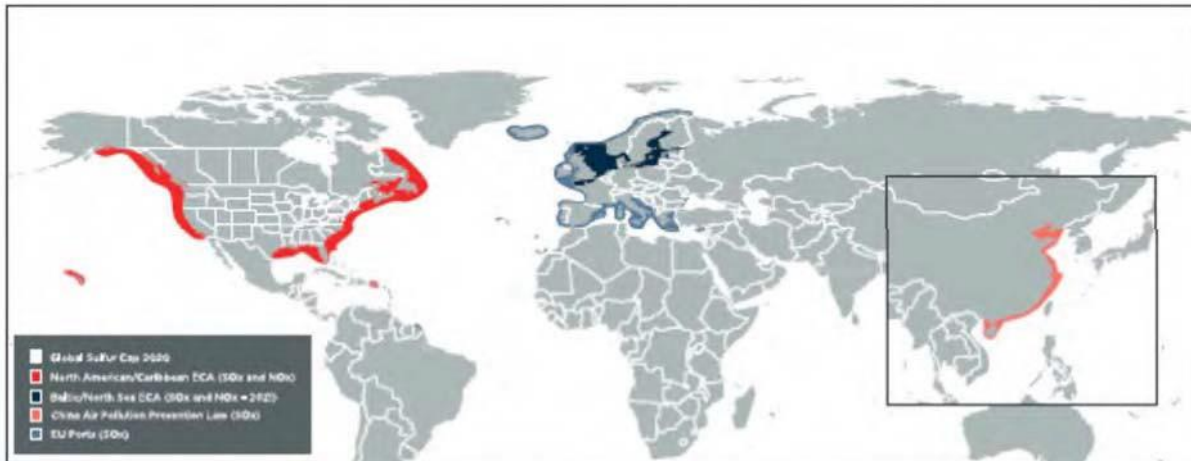 Global Sulfur Cap 2020
North American/Caribbean ECA (SOx and NOx)
Baltic/North Sea ECA (SOx and NOx – 2021)
China Air Pollution Prevention Law (SOx)
EU Ports (SOx)